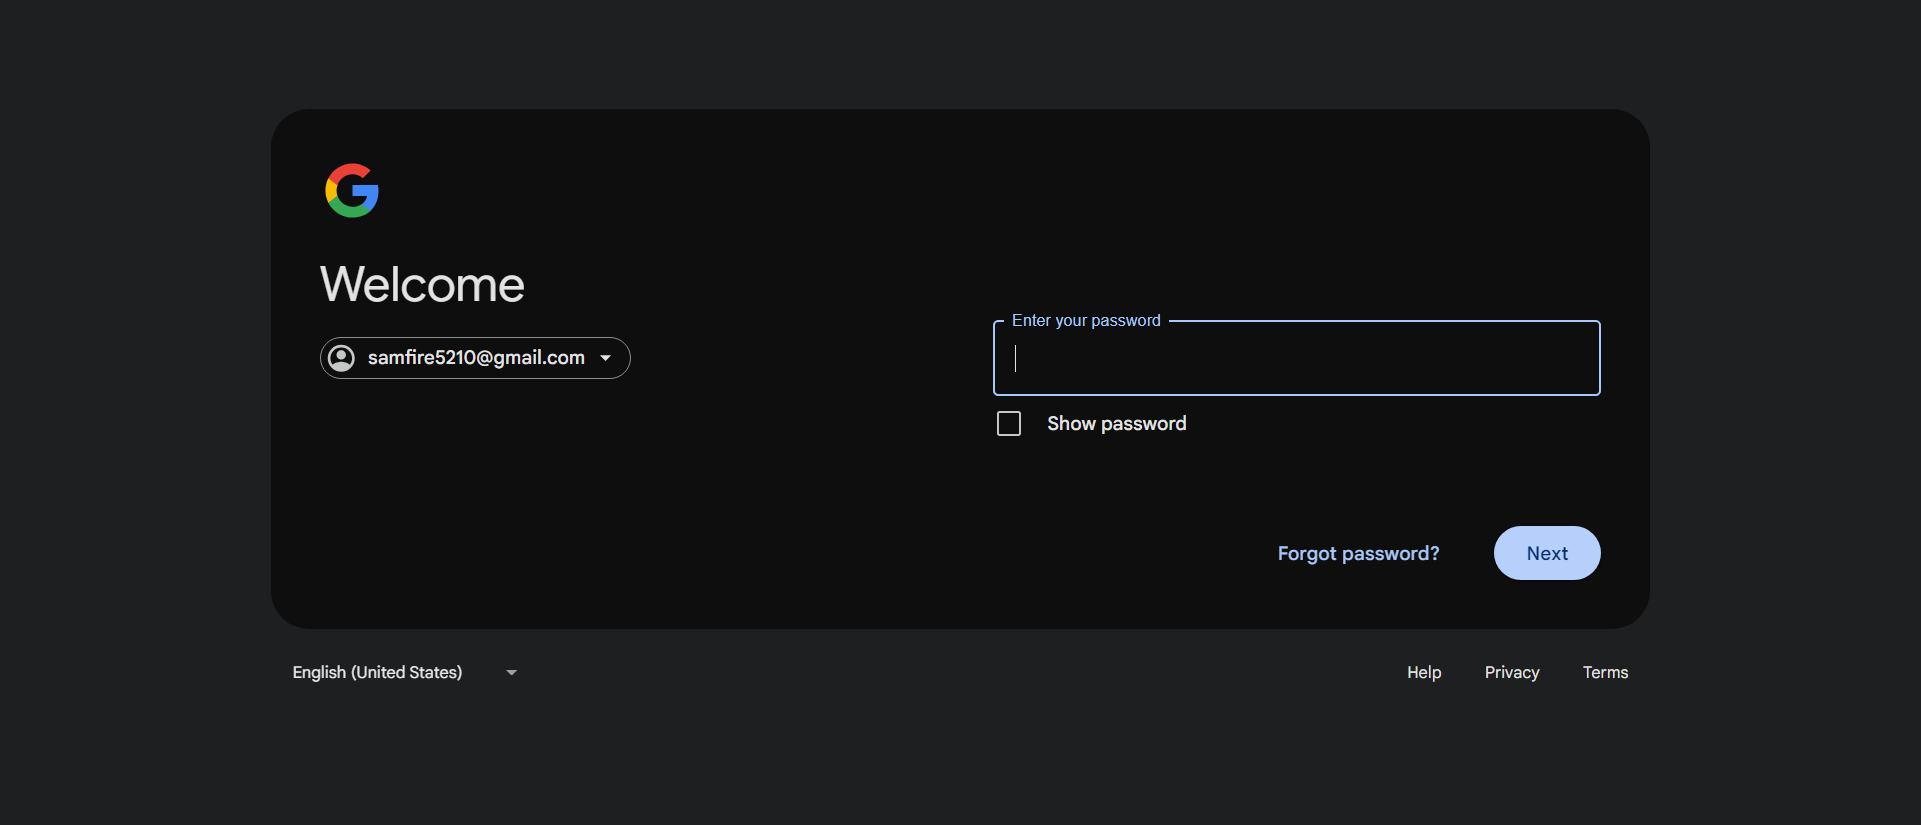 Welcome
samfire5210@gmail.com
Enter your password
Show password
Forgot password?
Next
English (United States)
Help
Privacy
Terms